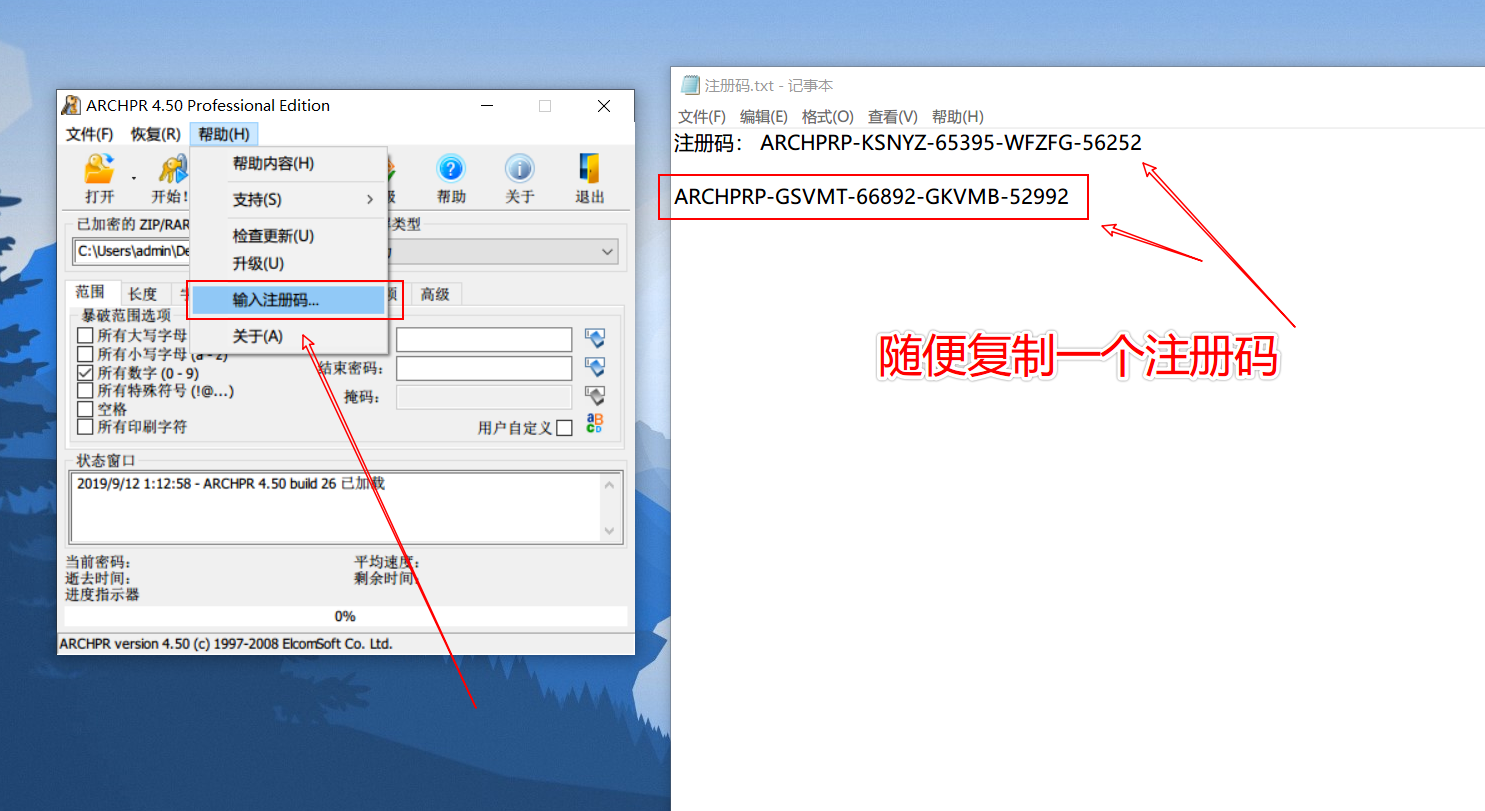 ARCHPR 4.50 Professional Edition
文件(F) 恢复(R) 帮助(H)
打开 开始! 帮助 关于 退出
帮助内容(H)
支持(S)
检查更新(U)
升级(U)
输入注册码...
关于(A)
已加密的 ZIP/RAR
类型
C:\Users\admin\De
范围 长度 高级
暴破范围选项
所有大写字母
所有小写字母 (a - z)
所有数字 (0 - 9)
所有特殊符号 (!@...)
空格
所有印刷字符
结束密码:
掩码:
用户自定义
状态窗口
2019/9/12 1:12:58 - ARCHPR 4.50 build 26 已加载
当前密码: 平均速度:
逝去时间: 剩余时间:
进度指示器
0%
ARCHPR version 4.50 (c) 1997-2008 ElcomSoft Co. Ltd.
注册码.txt - 记事本
文件(F) 编辑(E) 格式(O) 查看(V) 帮助(H)
注册码： ARCHPRP-KSNYZ-65395-WFZFG-56252
ARCHPRP-GSVMT-66892-GKVMB-52992
随便复制一个注册码